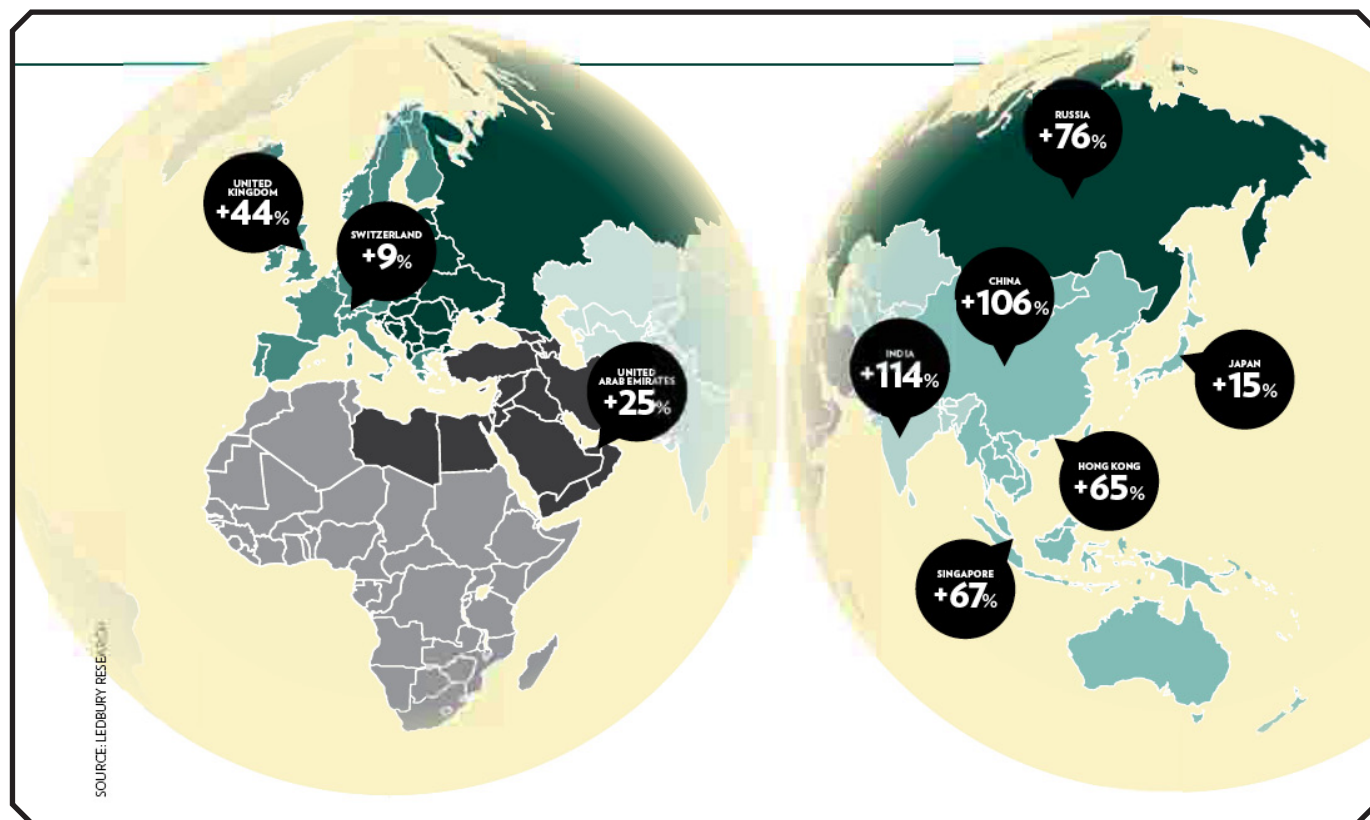 UNITED
KINGDOM
+44%
SWITZERLAND
+9%
UNITED
ARAB EMIRATES
+25%
RUSSIA
+76%
CHINA
+106%
INDIA
+114%
JAPAN
+15%
HONG KONG
+65%
SINGAPORE
+67%
SOURCE: LEDBURY RESEARCH